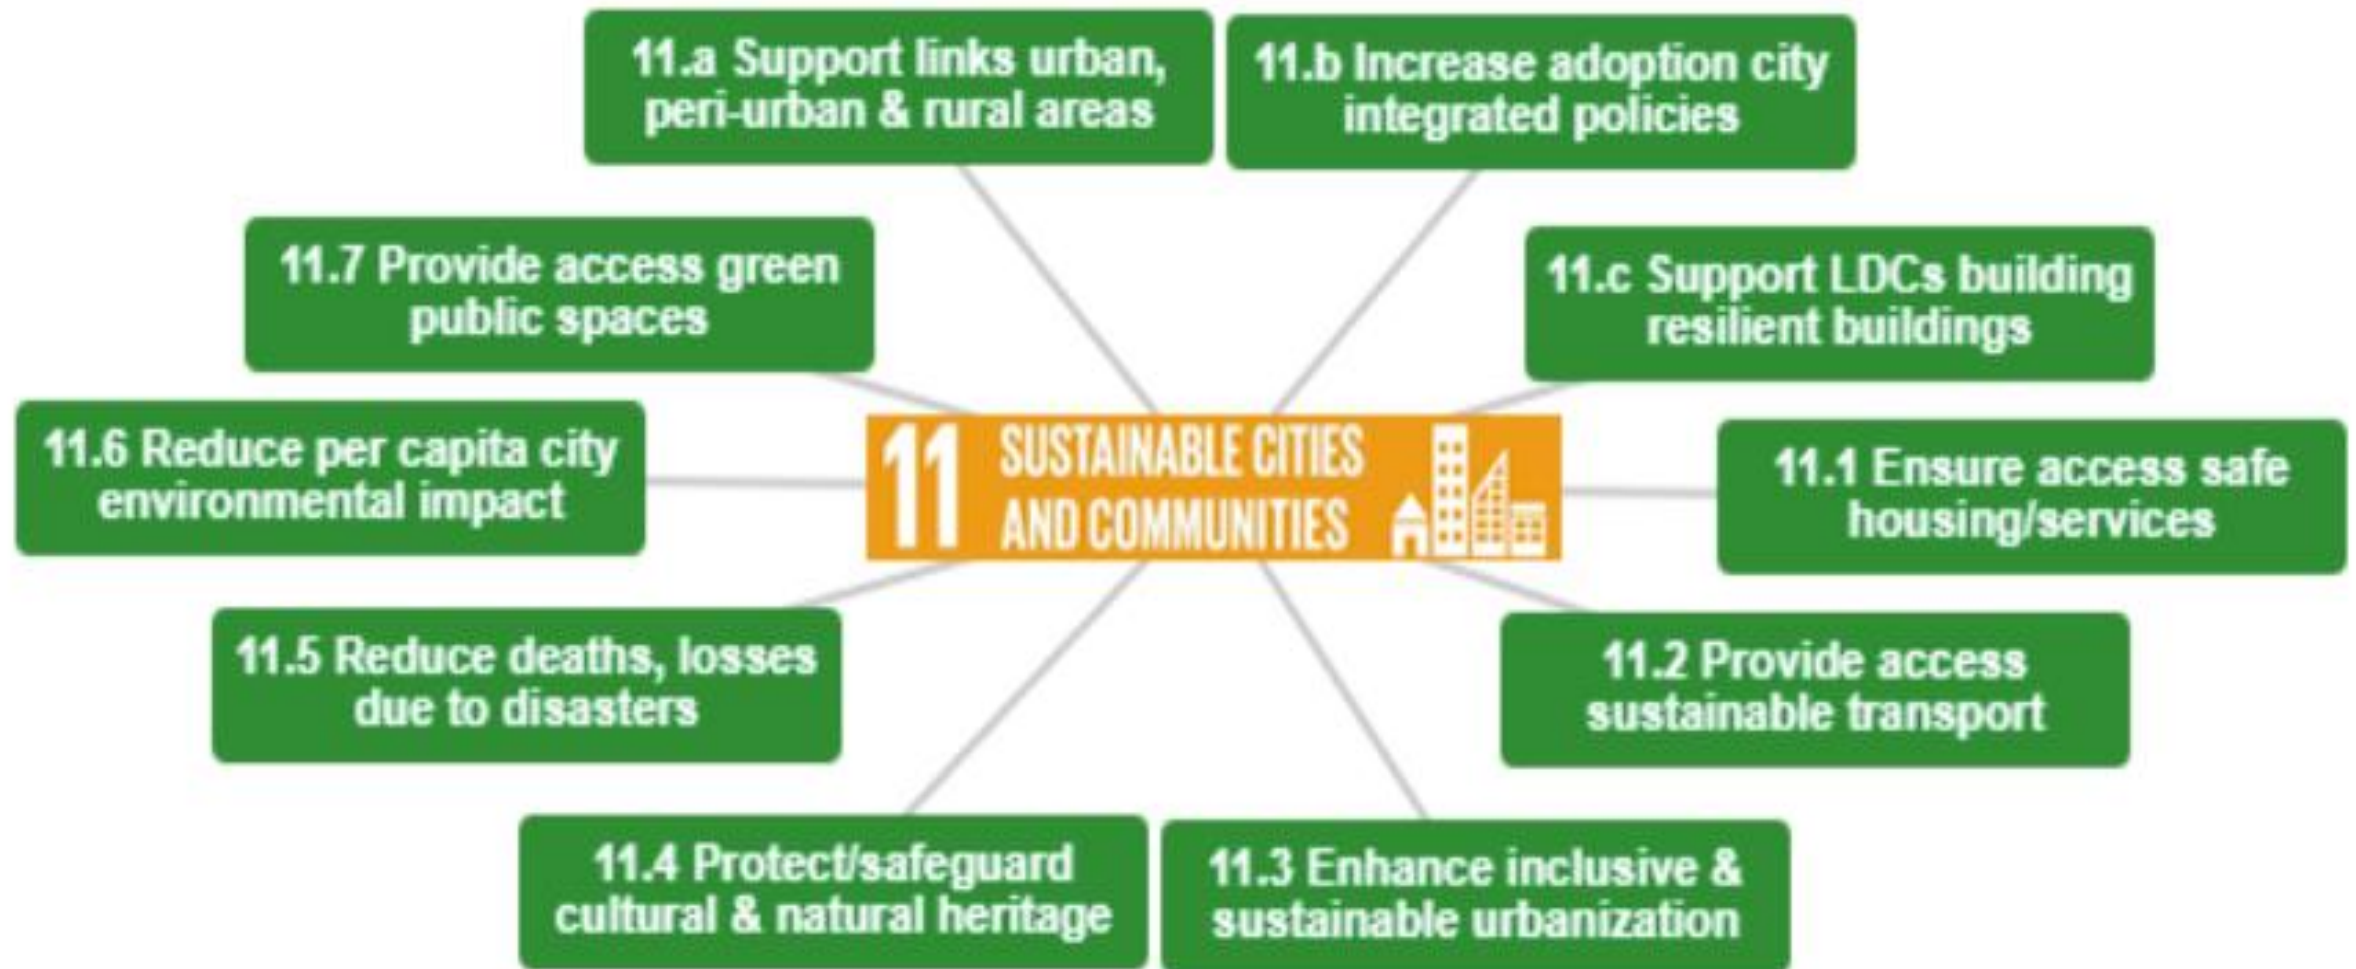 11.a Support links urban,
peri-urban & rural areas
11.b Increase adoption city
integrated policies
11.7 Provide access green
public spaces
11.c Support LDCs building
resilient buildings
11.6 Reduce per capita city
environmental impact
11 SUSTAINABLE CITIES
AND COMMUNITIES
11.1 Ensure access safe
housing/services
11.5 Reduce deaths, losses
due to disasters
11.2 Provide access
sustainable transport
11.4 Protect/safeguard
cultural & natural heritage
11.3 Enhance inclusive &
sustainable urbanization